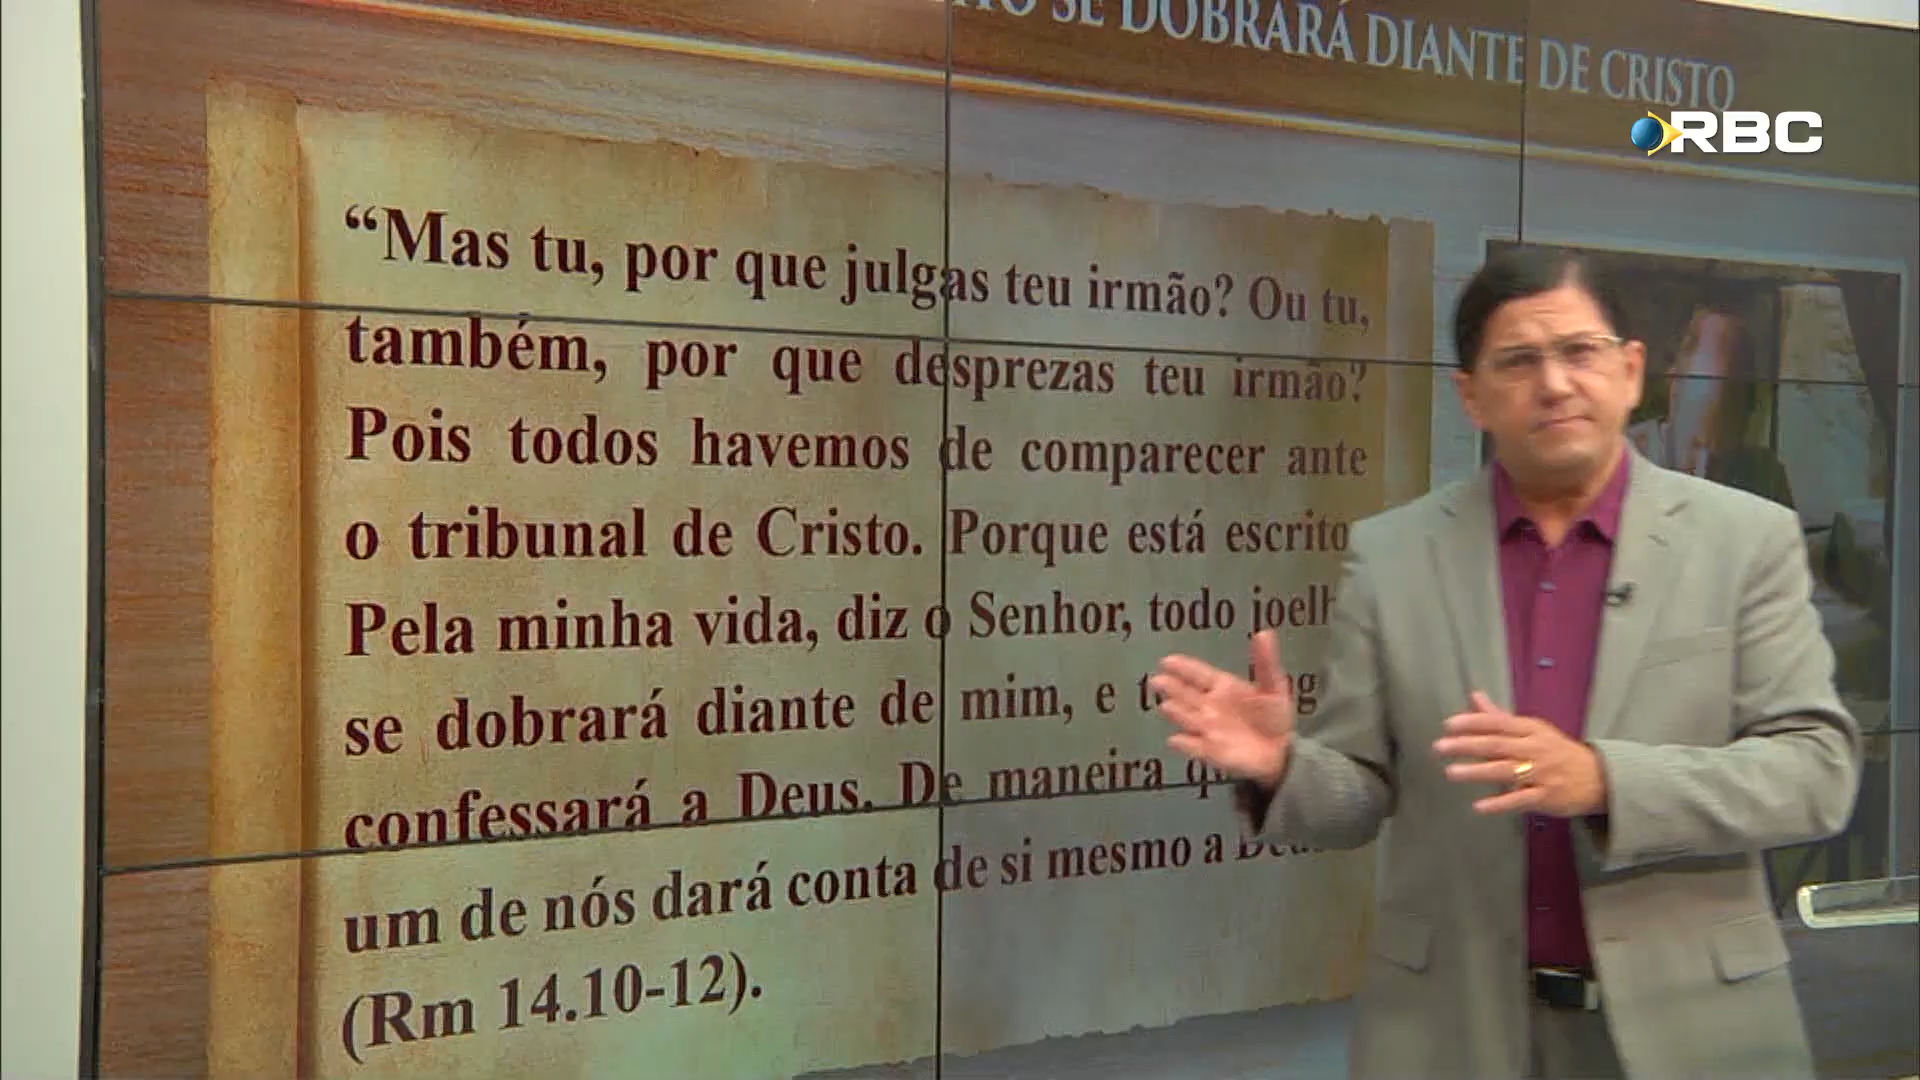 SE DOBRARÁ DIANTE DE CRISTO
RBC
“Mas tu, por que julgas teu irmão? Ou tu,
também, por que desprezas teu irmão?
Pois todos havemos de comparecer ante
o tribunal de Cristo. Porque está escrito
Pela minha vida, diz o Senhor, todo
se dobrará diante de mim, e
confessará a Deus. De maneira
um de nós dará conta de si mesmo a
(Rm 14.10-12).